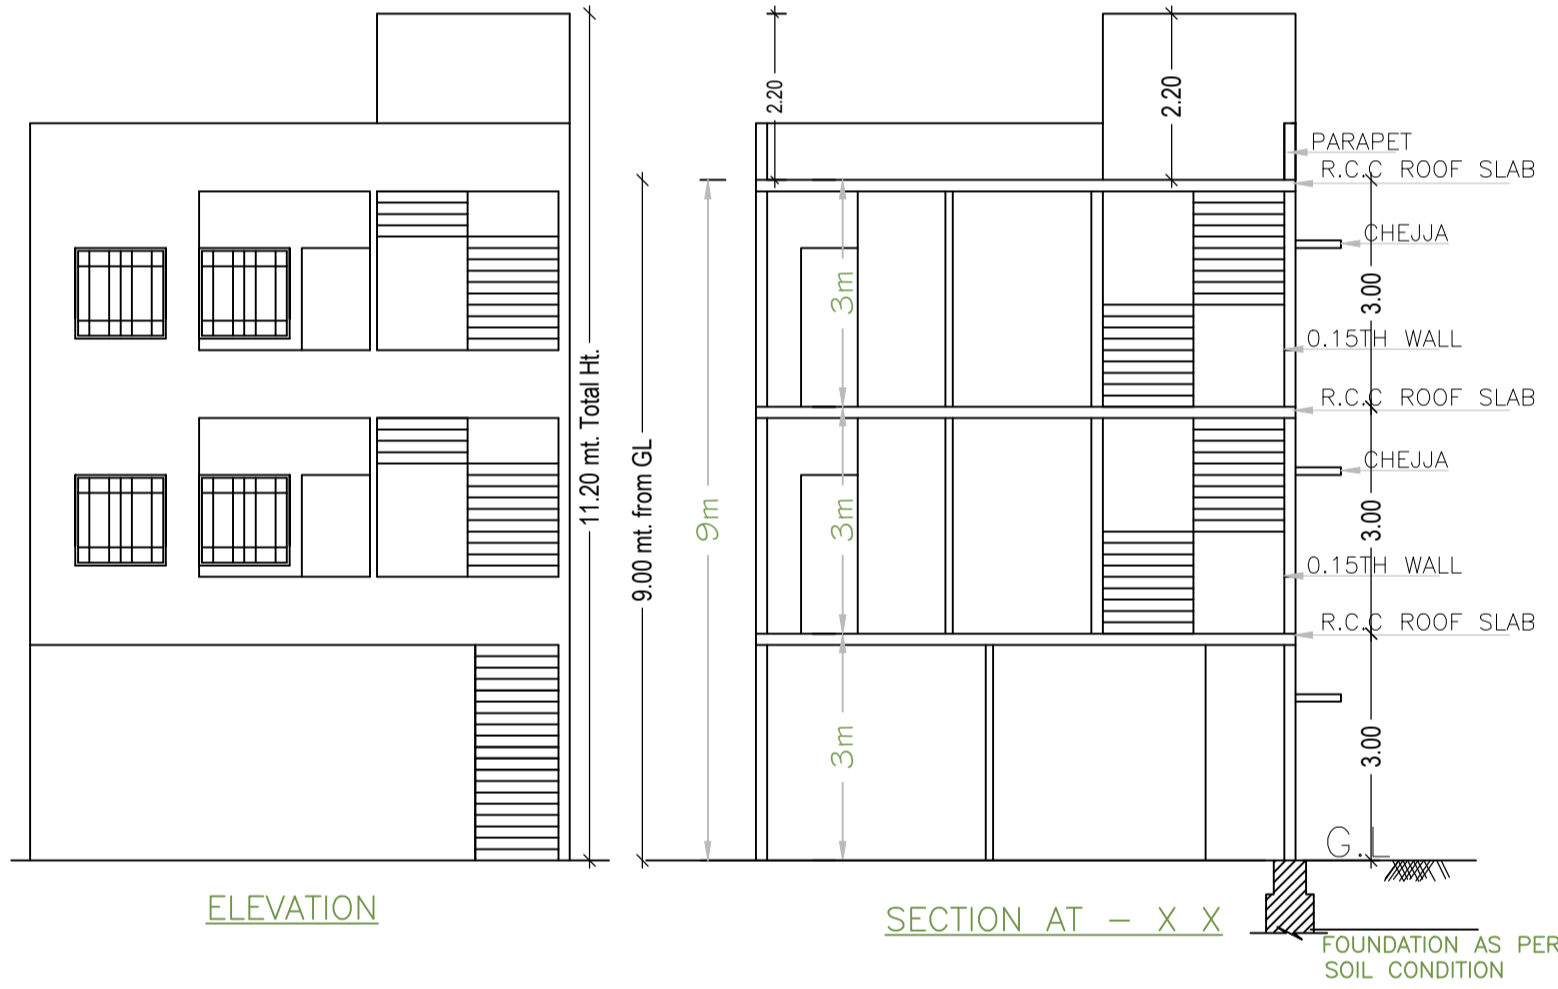 11.20 mt. Total Ht.
9.00 mt. from GL
9m
2.20
2.20
3m
3m
3m
PARAPET
R.C.C ROOF SLAB
CHEJJA
3.00
0.15TH WALL
R.C.C ROOF SLAB
CHEJJA
3.00
0.15TH WALL
R.C.C ROOF SLAB
3.00
G.L
ELEVATION
SECTION AT - X X
FOUNDATION AS PER
SOIL CONDITION